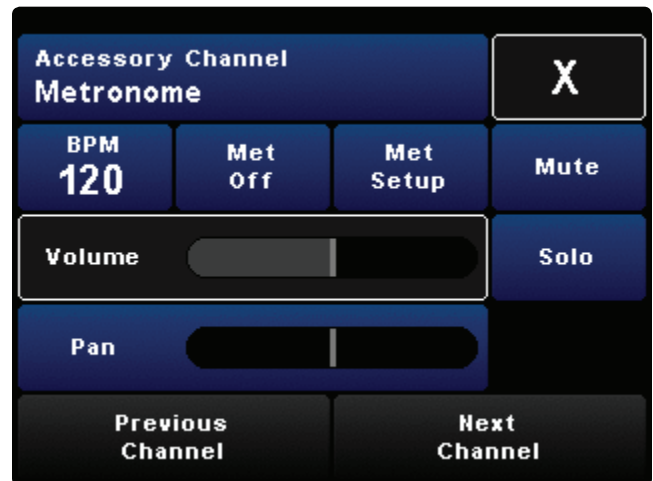 Accessory Channel
Metronome
X
BPM
120
Met
Off
Met
Setup
Mute
Volume
Solo
Pan
Previous
Channel
Next
Channel